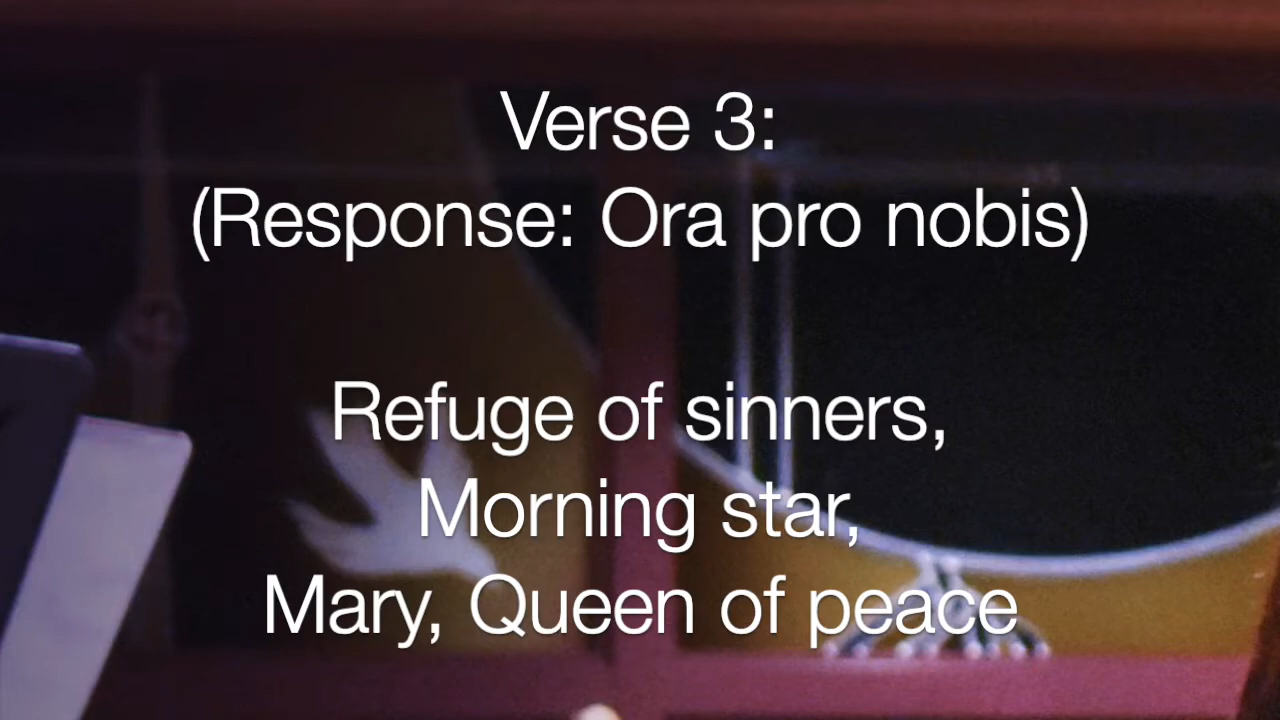 Verse 3:
(Response: Ora pro nobis)
Refuge of sinners,
Morning star,
Mary, Queen of peace